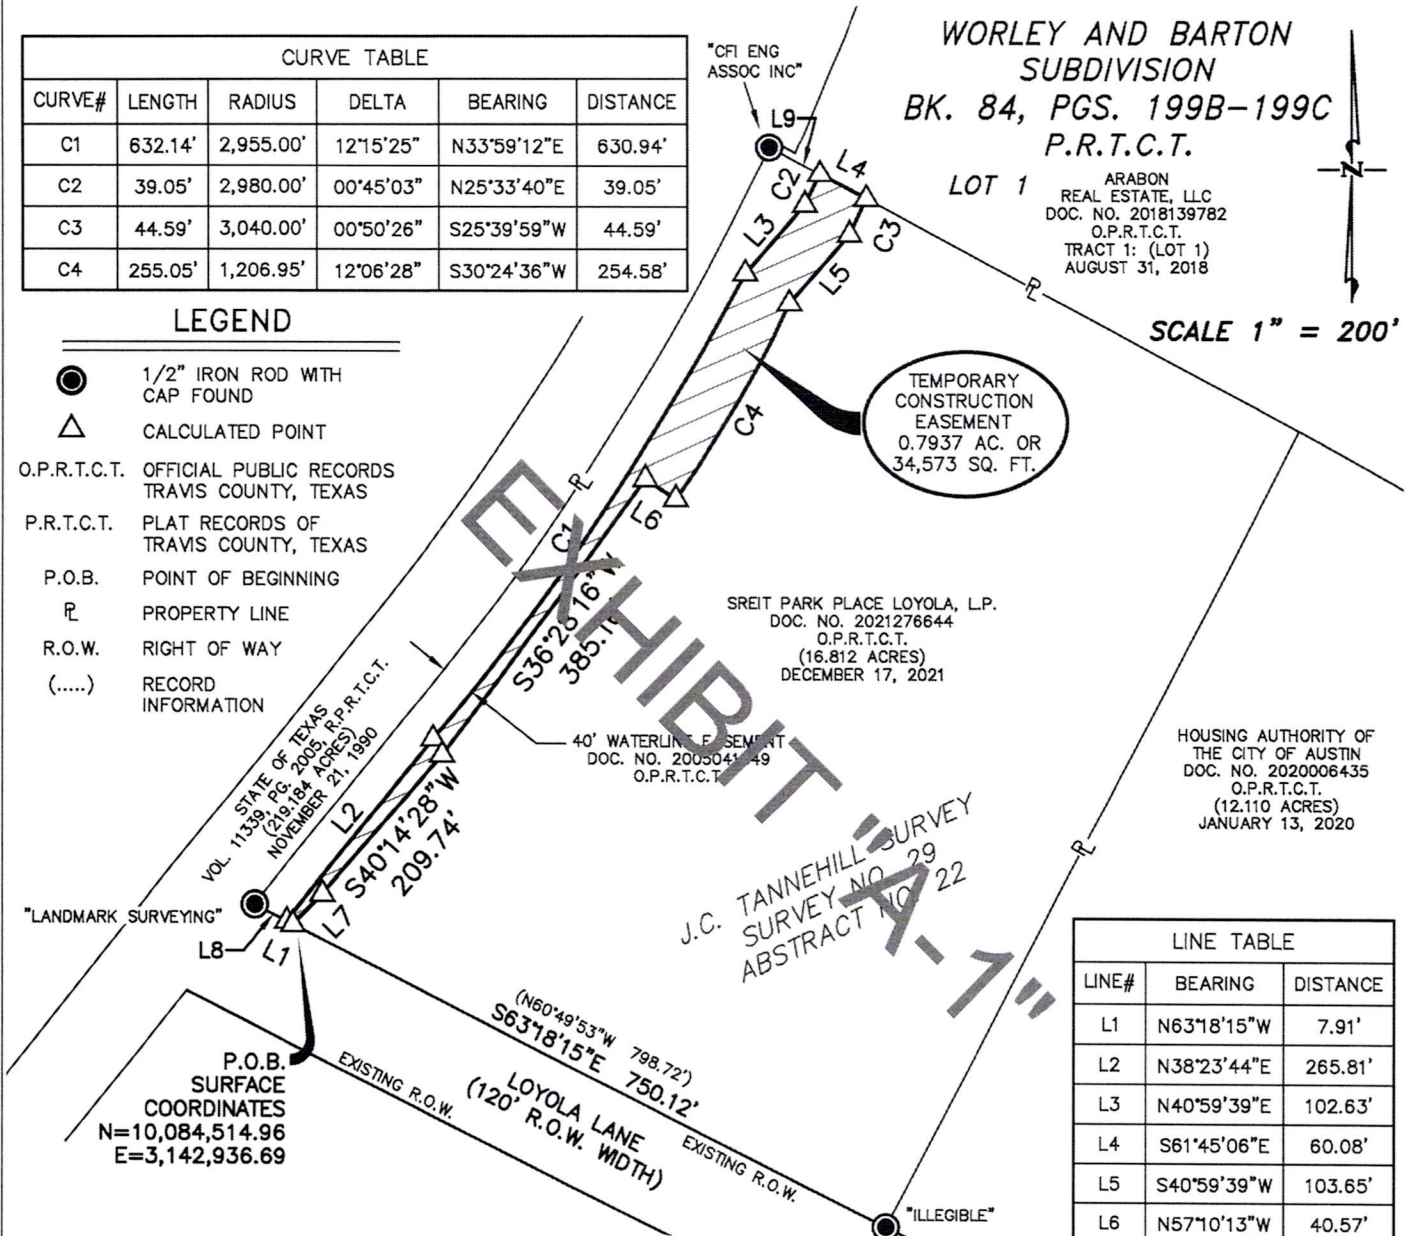 CURVE TABLE
CURVE# LENGTH RADIUS DELTA BEARING DISTANCE
C1 632.14' 2,955.00' 12°15'25" N33°59'12"E 630.94'
C2 39.05' 2,980.00' 00°45'03" N25°33'40"E 39.05'
C3 44.59' 3,040.00' 00°50'26" S25°39'59"W 44.59'
C4 255.05' 1,206.95' 12°06'28" S30°24'36"W 254.58'
"CFI ENG
ASSOC INC"
WORLEY AND BARTON
SUBDIVISION
BK. 84, PGS. 199B-199C
P.R.T.C.T.
LOT 1
ARABON
REAL ESTATE, LLC
DOC. NO. 2018139782
O.P.R.T.C.T.
TRACT 1: (LOT 1)
AUGUST 31, 2018
N
SCALE 1" = 200'
L9
L4
C2
C3
L3
L5
C4
L6
C1
LEGEND
1/2" IRON ROD WITH
CAP FOUND
CALCULATED POINT
O.P.R.T.C.T. OFFICIAL PUBLIC RECORDS
TRAVIS COUNTY, TEXAS
P.R.T.C.T. PLAT RECORDS OF
TRAVIS COUNTY, TEXAS
P.O.B. POINT OF BEGINNING
PL PROPERTY LINE
R.O.W. RIGHT OF WAY
(.....) RECORD
INFORMATION
TEMPORARY
CONSTRUCTION
EASEMENT
0.7937 AC. OR
34,573 SQ. FT.
PL
PL
PL
EXHIBIT "A-1"
S36°28'16"W
SREIT PARK PLACE LOYOLA, L.P.
DOC. NO. 2021276644
O.P.R.T.C.T.
(16.812 ACRES)
DECEMBER 17, 2021
STATE OF TEXAS
VOL. 11339, PG. 2005, R.P.R.T.C.T.
(219.184 ACRES)
NOVEMBER 21, 1990
40' WATERLINE EASEMENT
DOC. NO.
O.P.R.T.C.T.
HOUSING AUTHORITY OF
THE CITY OF AUSTIN
DOC. NO. 2020006435
O.P.R.T.C.T.
(12.110 ACRES)
JANUARY 13, 2020
L2
S40°14'28"W
209.74'
J.C. TANNEHILL SURVEY
SURVEY NO. 29
ABSTRACT NO. 22
"LANDMARK SURVEYING"
L8
L1
L7
P.O.B.
SURFACE
COORDINATES
N=10,084,514.96
E=3,142,936.69
(N60°49'53"W 798.72')
S63°18'15"E 750.12'
EXISTING R.O.W.
LOYOLA LANE
(120' R.O.W. WIDTH)
EXISTING R.O.W.
"ILLEGIBLE"
LINE TABLE
LINE# BEARING DISTANCE
L1 N63°18'15"W 7.91'
L2 N38°23'44"E 265.81'
L3 N40°59'39"E 102.63'
L4 S61°45'06"E 60.08'
L5 S40°59'39"W 103.65'
L6 N57°10'13"W 40.57'